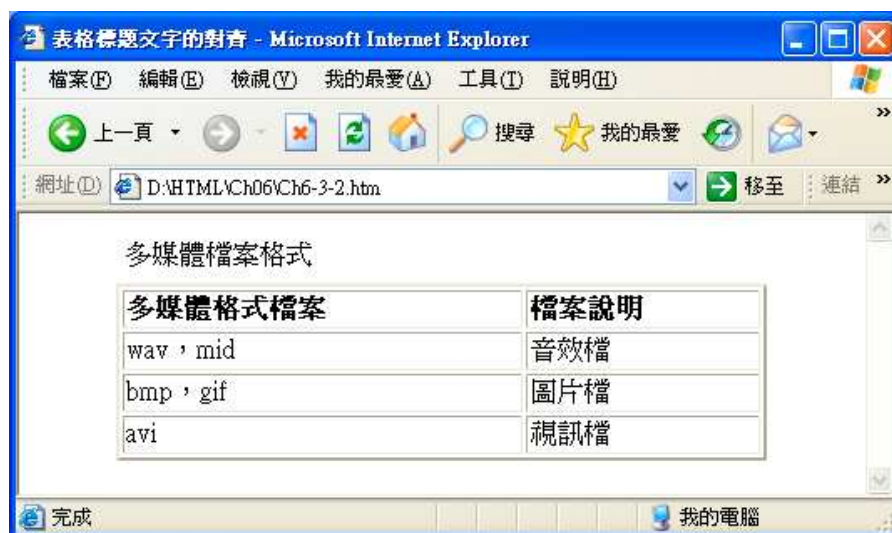 表格標題文字的對齊 - Microsoft Internet Explorer
檔案(F) 編輯(E) 檢視(V) 我的最愛(A) 工具(T) 說明(H)
上一頁 搜尋 我的最愛 »
網址(D) D:\HTML\Ch06\Ch6-3-2.htm 移至 連結 »
多媒體檔案格式
多媒體格式檔案 檔案說明
wav，mid 音效檔
bmp，gif 圖片檔
avi 視訊檔
完成 我的電腦